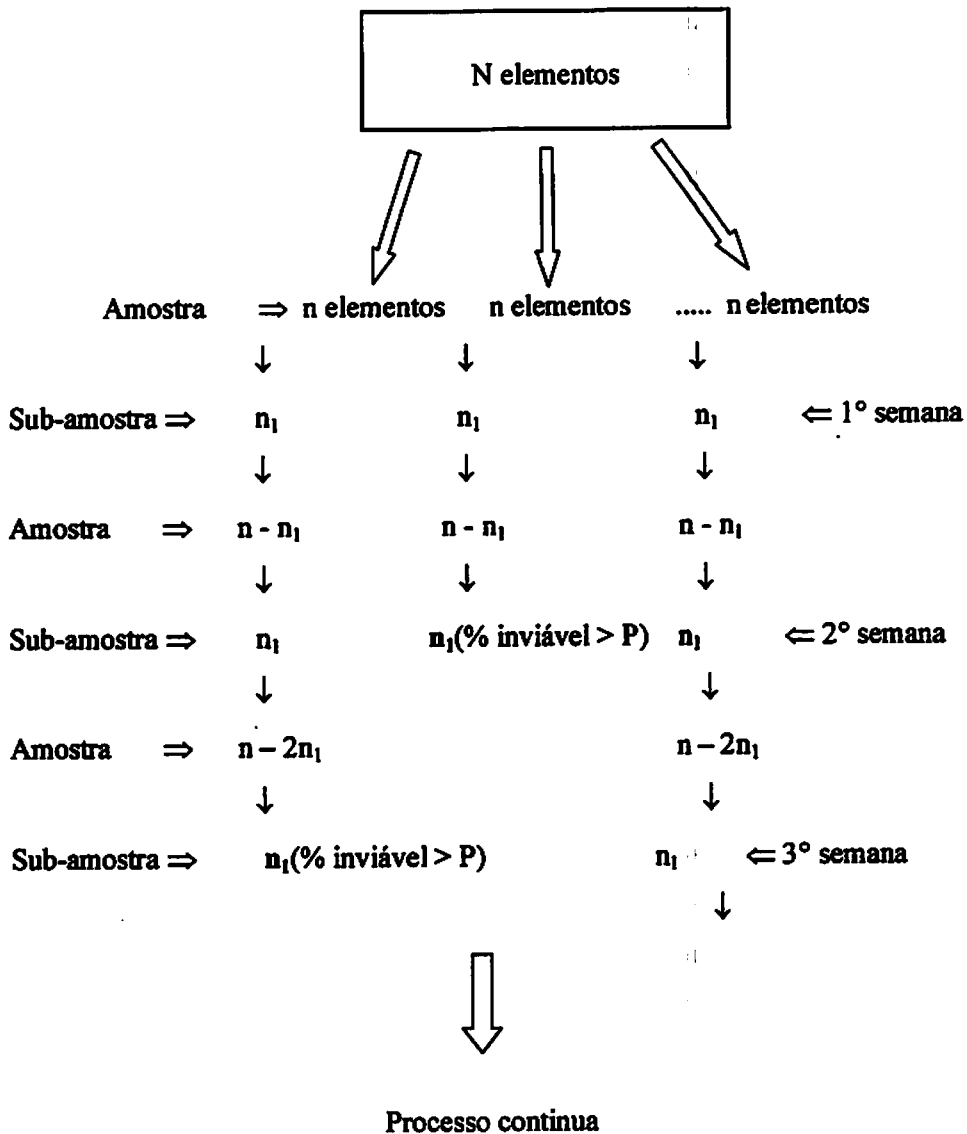 N elementos
Amostra ⇒ n elementos n elementos ..... n elementos
↓ ↓ ↓
Sub-amostra ⇒ n₁ n₁ n₁ ⇐ 1° semana
↓ ↓ ↓
Amostra ⇒ n - n₁ n - n₁ n - n₁
↓ ↓ ↓
Sub-amostra ⇒ n₁ n₁(% inviável > P) n₁ ⇐ 2° semana
↓ ↓
Amostra ⇒ n – 2n₁ n – 2n₁
↓ ↓
Sub-amostra ⇒ n₁(% inviável > P) n₁ ⇐ 3° semana
↓
Processo continua